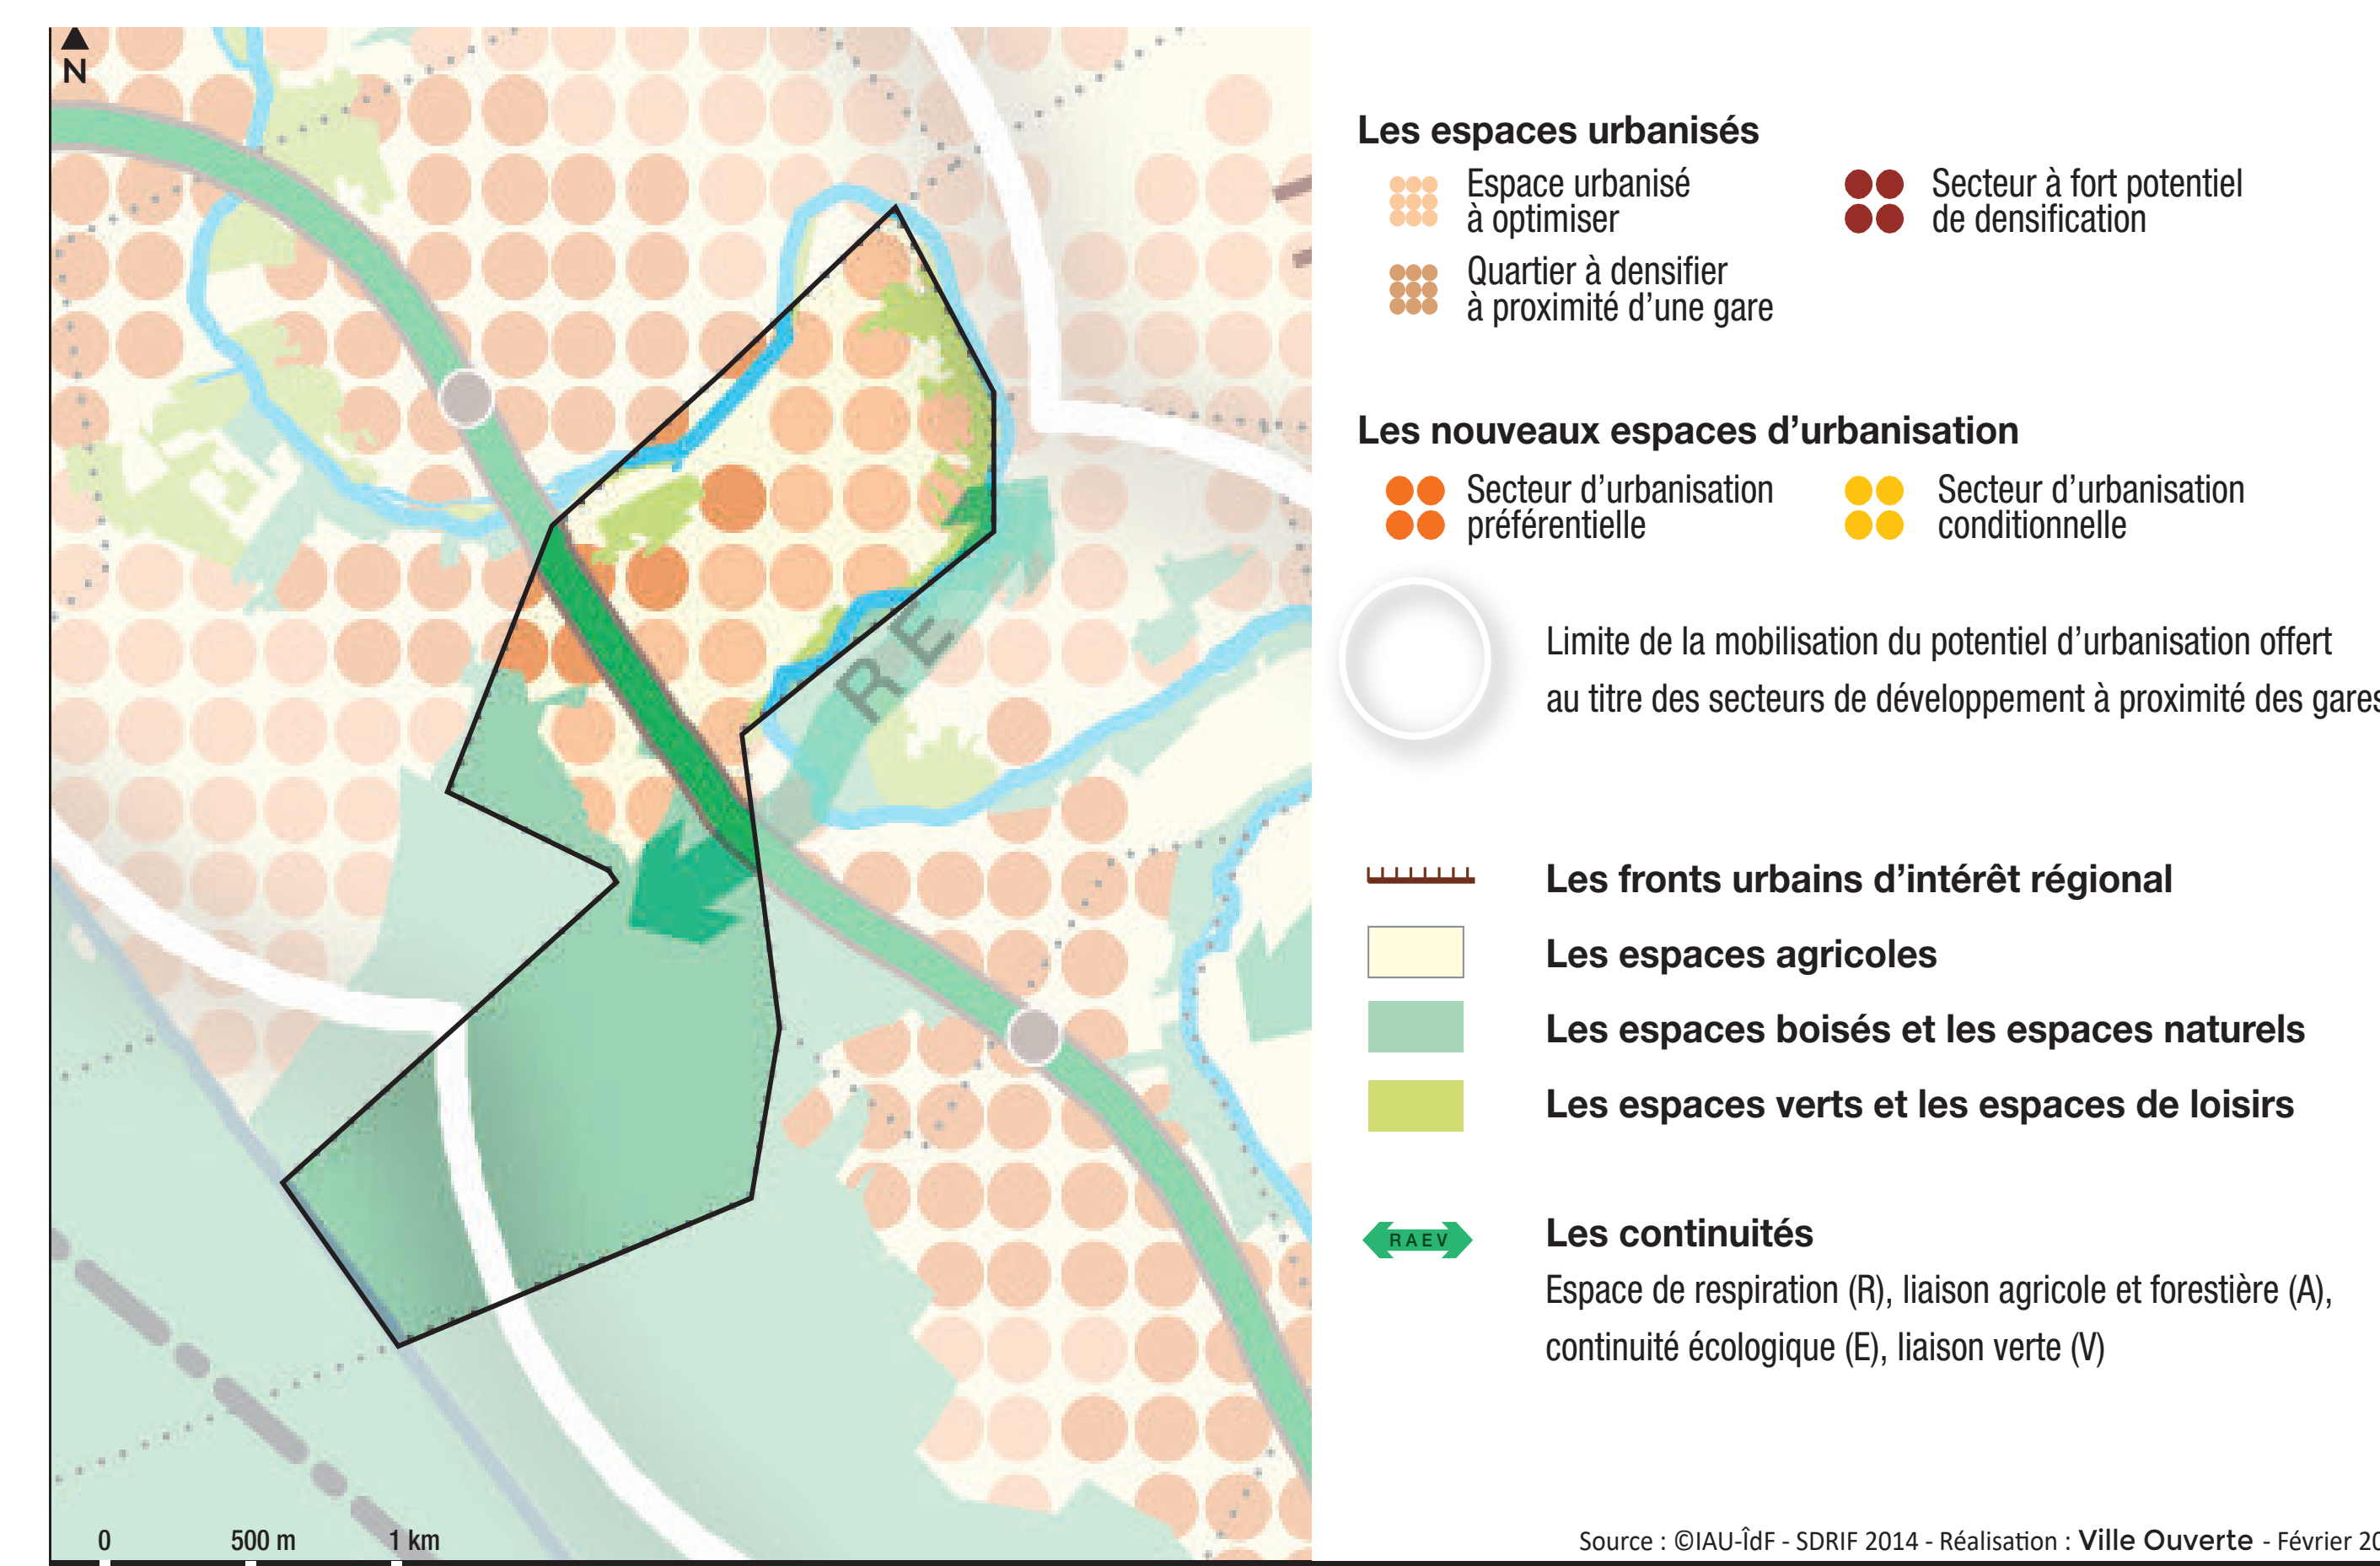 N
R E
0 500 m 1 km
Les espaces urbanisés
Espace urbanisé
à optimiser
Secteur à fort potentiel
de densification
Quartier à densifier
à proximité d'une gare
Les nouveaux espaces d'urbanisation
Secteur d'urbanisation
préférentielle
Secteur d'urbanisation
conditionnelle
Limite de la mobilisation du potentiel d'urbanisation offert
au titre des secteurs de développement à proximité des gares
Les fronts urbains d'intérêt régional
Les espaces agricoles
Les espaces boisés et les espaces naturels
Les espaces verts et les espaces de loisirs
R A E V
Les continuités
Espace de respiration (R), liaison agricole et forestière (A),
continuité écologique (E), liaison verte (V)
Source : ©IAU-ÎdF - SDRIF 2014 - Réalisation : Ville Ouverte - Février 20